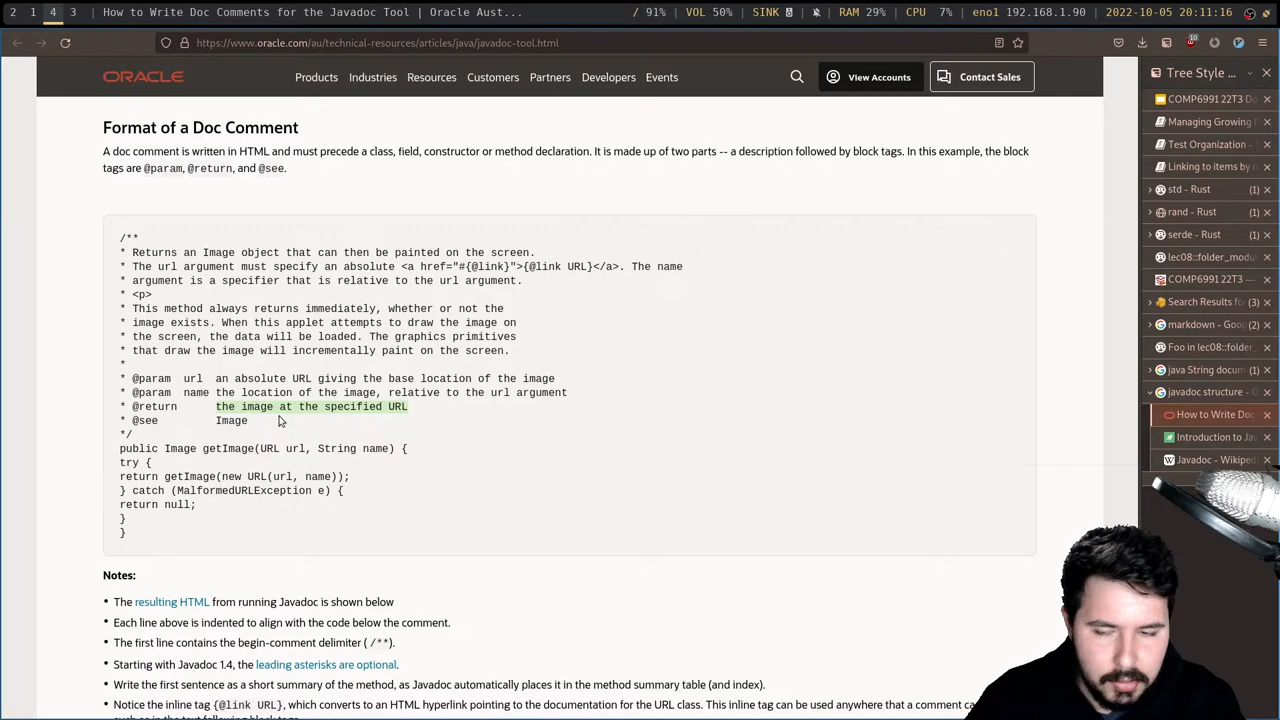 2 1 4 3 How to Write Doc Comments for the Javadoc Tool | Oracle Aust... / 91% VOL 50% SINK RAM 29% CPU 7% eno1 192.168.1.90 2022-10-05 20:11:16
https://www.oracle.com/au/technical-resources/articles/java/javadoc-tool.html 10
ORACLE Products Industries Resources Customers Partners Developers Events View Accounts Contact Sales
Format of a Doc Comment
A doc comment is written in HTML and must precede a class, field, constructor or method declaration. It is made up of two parts -- a description followed by block tags. In this example, the block
tags are @param, @return, and @see.
/**
* Returns an Image object that can then be painted on the screen.
* The url argument must specify an absolute <a href="#{@link}">{@link URL}</a>. The name
* argument is a specifier that is relative to the url argument.
* <p>
* This method always returns immediately, whether or not the
* image exists. When this applet attempts to draw the image on
* the screen, the data will be loaded. The graphics primitives
* that draw the image will incrementally paint on the screen.
*
* @param url an absolute URL giving the base location of the image
* @param name the location of the image, relative to the url argument
* @return the image at the specified URL
* @see Image
*/
public Image getImage(URL url, String name) {
try {
return getImage(new URL(url, name));
} catch (MalformedURLException e) {
return null;
}
}
Notes:
• The resulting HTML from running Javadoc is shown below
• Each line above is indented to align with the code below the comment.
• The first line contains the begin-comment delimiter ( /**).
• Starting with Javadoc 1.4, the leading asterisks are optional.
• Write the first sentence as a short summary of the method, as Javadoc automatically places it in the method summary table (and index).
• Notice the inline tag {@link URL}, which converts to an HTML hyperlink pointing to the documentation for the URL class. This inline tag can be used anywhere that a comment ca
Tree Style ...
COMP6991 22T3 Do
Managing Growing P
Test Organization -
Linking to items by n
std - Rust (1)
rand - Rust (1)
serde - Rust (1)
lec08::folder_modu
COMP6991 22T3 —
Search Results fo (3)
markdown - Goog
Foo in lec08::folder_
java String docum (1)
javadoc structure - G
How to Write Doc
Introduction to Jav
Javadoc - Wikiped